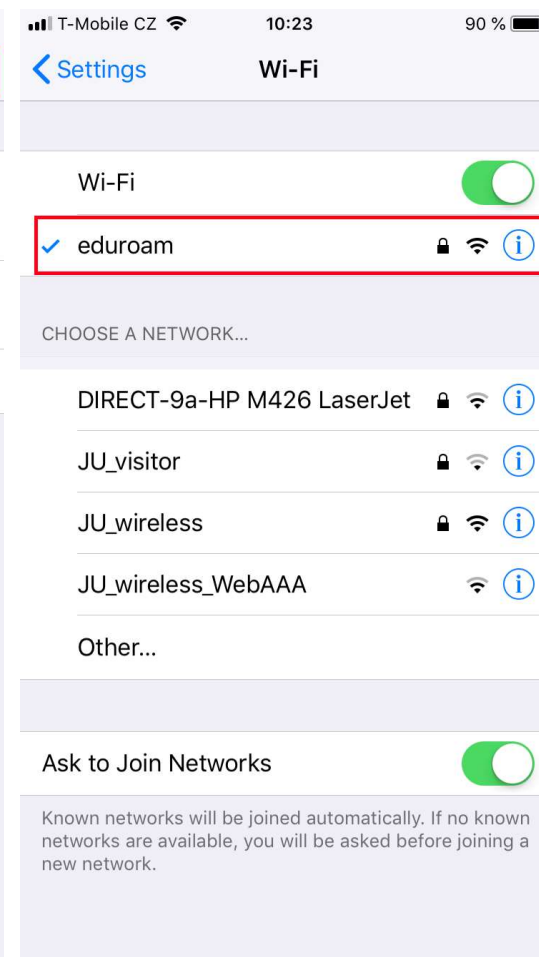 T-Mobile CZ 10:23 90 %
Settings Wi-Fi
Wi-Fi
eduroam
CHOOSE A NETWORK...
DIRECT-9a-HP M426 LaserJet
JU_visitor
JU_wireless
JU_wireless_WebAAA
Other...
Ask to Join Networks
Known networks will be joined automatically. If no known
networks are available, you will be asked before joining a
new network.